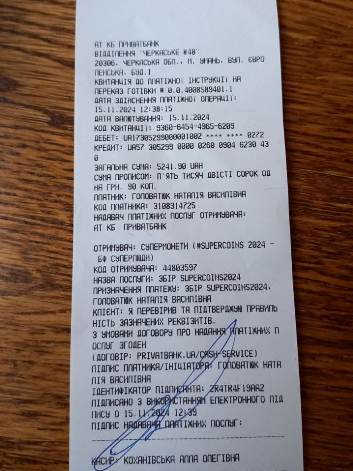 АТ КБ ПРИВАТБАНК
ВІДДІЛЕННЯ "ЧЕРКАСЬКЕ #48"
20306, ЧЕРКАСЬКА ОБЛ., М. УМАНЬ, ВУЛ. ЄВРО
ПЕНСЬКА, БУД.1
КВИТАНЦІЯ ДО ПЛАТІЖНОЇ ІНСТРУКЦІЇ НА
ПЕРЕКАЗ ГОТІВКИ # 0.0.4008589401.1
ДАТА ЗДІЙСНЕННЯ ПЛАТІЖНОЇ ОПЕРАЦІЇ:
15.11.2024 12:38:15
ДАТА ВАЛЮТУВАННЯ: 15.11.2024
КОД КВИТАНЦІЇ: 9360-6454-4965-6209
ДЕБЕТ: UA17305299000001002 **** **** 0272
КРЕДИТ: UA57 305299 0000 0260 0904 6230 43
0
ЗАГАЛЬНА СУМА: 5241.90 UAH
СУМА ПРОПИСОМ: П'ЯТЬ ТИСЯЧ ДВІСТІ СОРОК ОД
НА ГРН. 90 КОП.
ПЛАТНИК: ГОЛОВАТЮК НАТАЛІЯ ВАСИЛІВНА
КОД ПЛАТНИКА: 3108314725
НАДАВАЧ ПЛАТІЖНИХ ПОСЛУГ ОТРИМУВАЧА:
АТ КБ ПРИВАТБАНК
ОТРИМУВАЧ: СУПЕРМОНЕТИ (#SUPERCOINS 2024 -
БФ СУПЕРЛЮДИ)
КОД ОТРИМУВАЧА: 44803597
НАЗВА ПОСЛУГИ: ЗБІР SUPERCOINS2024
ПРИЗНАЧЕННЯ ПЛАТЕЖУ: ЗБІР SUPERCOINS2024,
ГОЛОВАТЮК НАТАЛІЯ ВАСИЛІВНА
КЛІЄНТ: Я ПЕРЕВІРИВ ТА ПІДТВЕРДЖУЮ ПРАВИЛЬ
НІСТЬ ЗАЗНАЧЕНИХ РЕКВІЗИТІВ.
З УМОВАМИ ДОГОВОРУ ПРО НАДАННЯ ПЛАТІЖНИХ П
ОСЛУГ ЗГОДЕН
(ДОГОВІР: PRIVATBANK.UA/CASH-SERVICE)
ПІДПИС ПЛАТНИКА/ІНІЦІАТОРА: ГОЛОВАТЮК НАТА
ЛІЯ ВАСИЛІВНА
ІДЕНТИФІКАТОР ПІДПИСАНТА: ZR4TR4F19AA2
ПІДПИСАНО З ВИКОРИСТАННЯМ ЕЛЕКТРОННОГО ПІД
ПИСУ О 15.11.2024 12:39
ПІДПИС НАДАВАЧА ПЛАТІЖНИХ ПОСЛУГ:
КАСИР: КОХАНІВСЬКА АЛЛА ОЛЕГІВНА